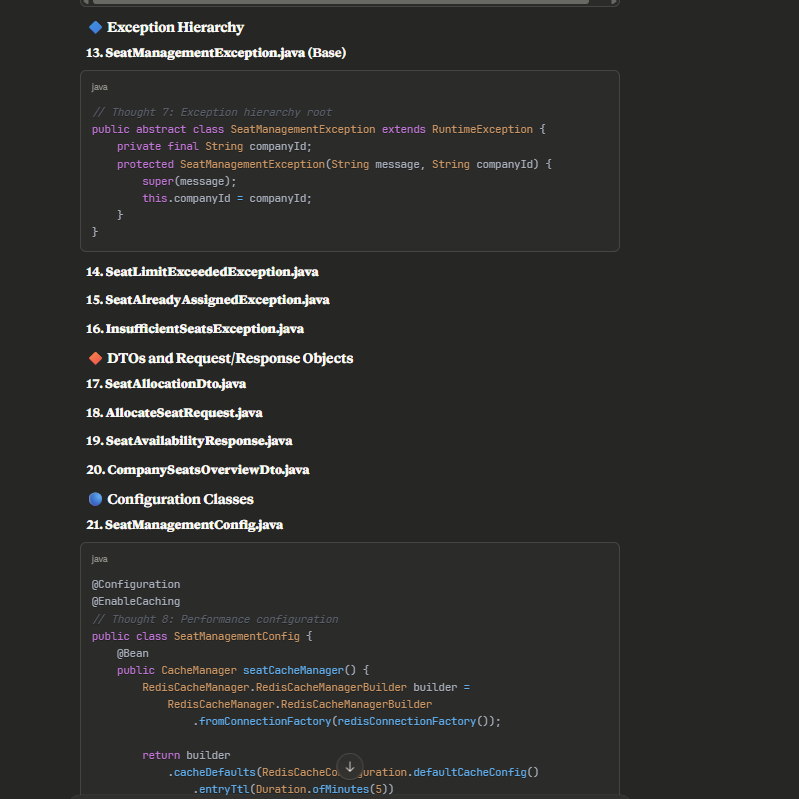 Exception Hierarchy
13. SeatManagementException.java (Base)
java
// Thought 7: Exception hierarchy root
public abstract class SeatManagementException extends RuntimeException {
    private final String companyId;
    protected SeatManagementException(String message, String companyId) {
        super(message);
        this.companyId = companyId;
    }
}
14. SeatLimitExceededException.java
15. SeatAlreadyAssignedException.java
16. InsufficientSeatsException.java
DTOs and Request/Response Objects
17. SeatAllocationDto.java
18. AllocateSeatRequest.java
19. SeatAvailabilityResponse.java
20. CompanySeatsOverviewDto.java
Configuration Classes
21. SeatManagementConfig.java
java
@Configuration
@EnableCaching
// Thought 8: Performance configuration
public class SeatManagementConfig {
    @Bean
    public CacheManager seatCacheManager() {
        RedisCacheManager.RedisCacheManagerBuilder builder =
            RedisCacheManager.RedisCacheManagerBuilder
                .fromConnectionFactory(redisConnectionFactory());
        return builder
            .cacheDefaults( .defaultCacheConfig()
                .entryTtl(Duration.ofMinutes(5))